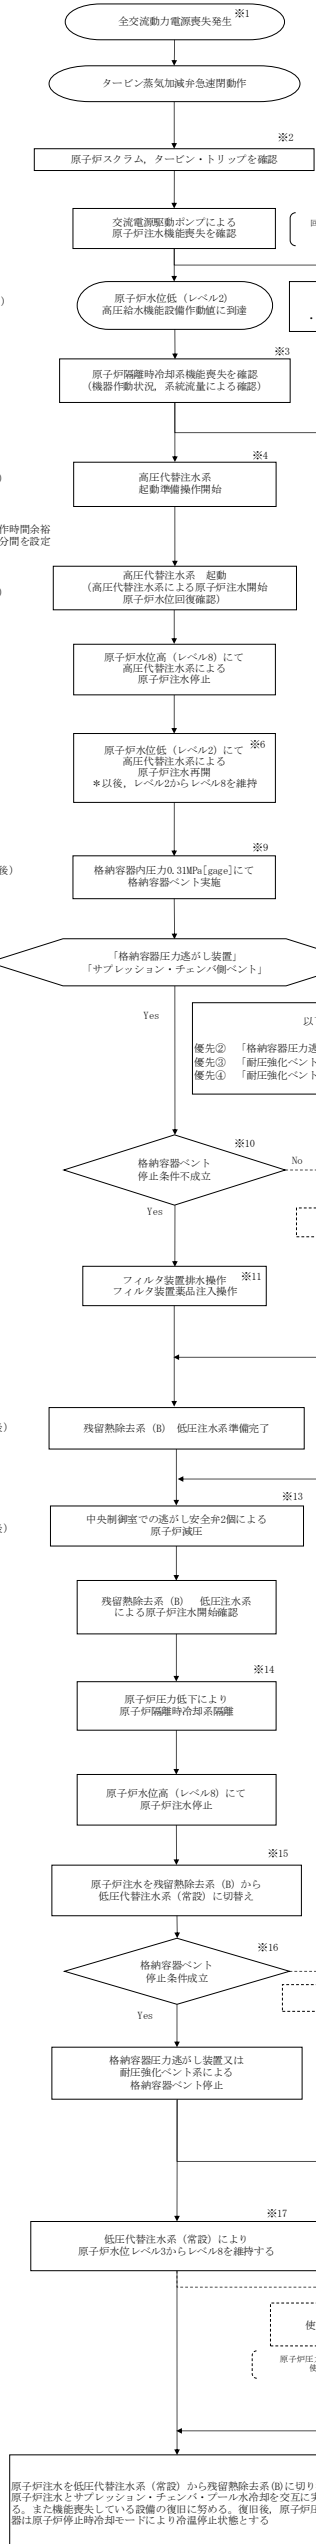 全交流動力電源喪失発生 ※1
タービン蒸気加減弁急速閉動作
※2
原子炉スクラム，タービン・トリップを確認
交流電源駆動ポンプによる
原子炉注水機能喪失を確認
原子炉水位低（レベル2）
高圧給水機能設備作動値に到達
）
・
※3
原子炉隔離時冷却系機能喪失を確認
（機器作動状況，系統流量による確認）
※4
高圧代替注水系
起動準備操作開始
）
作時間余裕
分間を設定
高圧代替注水系　起動
（高圧代替注水系による原子炉注水開始
原子炉水位回復確認）
）
原子炉水位高（レベル8）にて
高圧代替注水系による
原子炉注水停止
※6
原子炉水位低（レベル2）にて
高圧代替注水系による
原子炉注水再開
＊以後，レベル2からレベル8を維持
※9
格納容器内圧力0.31MPa[gage]にて
格納容器ベント実施
後）
「格納容器圧力逃がし装置」
「サプレッション・チェンバ側ベント」
Yes
以
優先②　「格納容器圧力逃
優先③　「耐圧強化ベント
優先④　「耐圧強化ベント
※10
格納容器ベント
停止条件不成立
No
Yes
※11
フィルタ装置排水操作
フィルタ装置薬品注入操作
残留熱除去系（B）　低圧注水系準備完了
後）
※13
中央制御室での逃がし安全弁2個による
原子炉減圧
後）
残留熱除去系（B）　低圧注水系
による原子炉注水開始確認
※14
原子炉圧力低下により
原子炉隔離時冷却系隔離
原子炉水位高（レベル8）にて
原子炉注水停止
※15
原子炉注水を残留熱除去系（B）から
低圧代替注水系（常設）に切替え
※16
格納容器ベント
停止条件成立
Yes
格納容器圧力逃がし装置又は
耐圧強化ベント系による
格納容器ベント停止
※17
低圧代替注水系（常設）により
原子炉水位レベル3からレベル8を維持する
使
原子炉圧
使
原子炉注水を低圧代替注水系（常設）から残留熱除去系(B)に切り
原子炉注水とサプレッション・チェンバ・プール水冷却を交互に実
る。また機能喪失している設備の復旧に努める。復旧後，原子炉圧
器は原子炉停止時冷却モードにより冷温停止状態とする